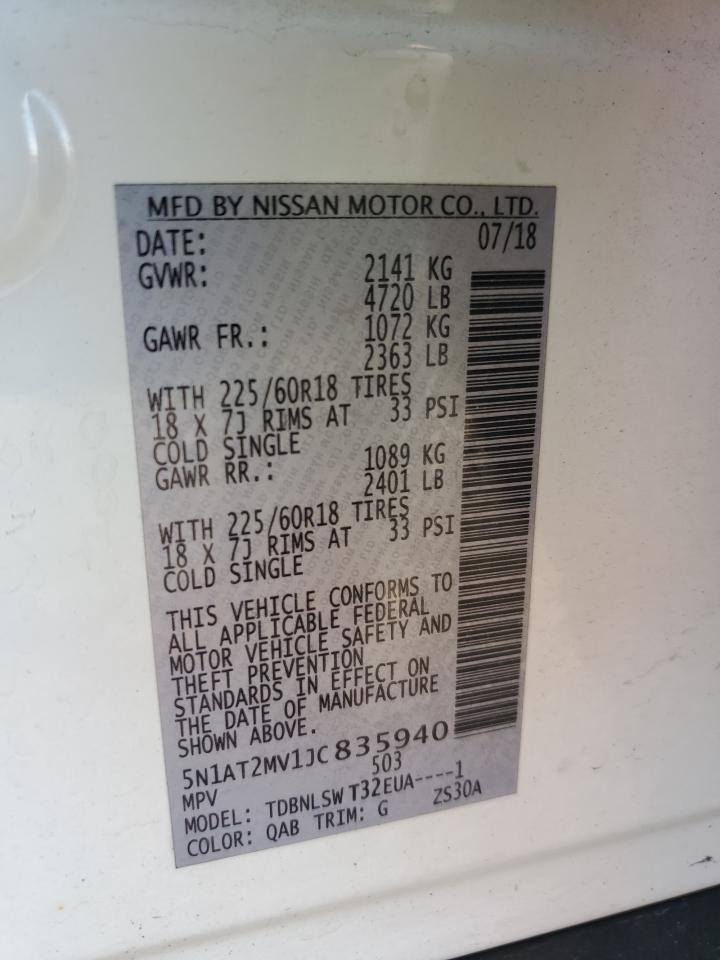 MFD BY NISSAN MOTOR CO., LTD.
DATE: 07/18
GVWR: 2141 KG
4720 LB
GAWR FR.: 1072 KG
2363 LB
WITH 225/60R18 TIRES
18 X 7J RIMS AT 33 PSI
COLD SINGLE
GAWR RR.: 1089 KG
2401 LB
WITH 225/60R18 TIRES
18 X 7J RIMS AT 33 PSI
COLD SINGLE
THIS VEHICLE CONFORMS TO
ALL APPLICABLE FEDERAL
MOTOR VEHICLE SAFETY AND
THEFT PREVENTION
STANDARDS IN EFFECT ON
THE DATE OF MANUFACTURE
SHOWN ABOVE.
5N1AT2MV1JC835940
MPV 503
MODEL: TDBNLSW T32EUA----1
COLOR: QAB TRIM: G ZS30A